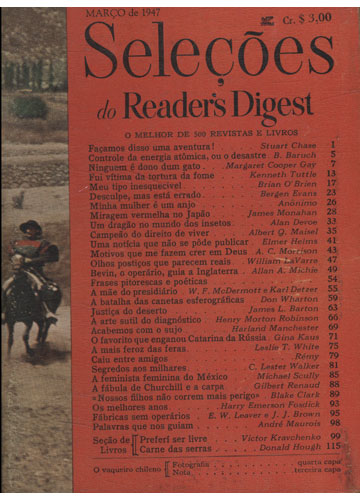 MARÇO de 1947
Cr. $ 3,00
Seleções
do Reader's Digest
O MELHOR DE 500 REVISTAS E LIVROS
Façamos disso uma aventura! Stuart Chase 1
Controle da energia atômica, ou o desastre B. Baruch 5
Ninguem é dono dum gato Margaret Cooper Gay 7
Fui vítima da tortura da fome Kenneth Tuttle 13
Meu tipo inesquecível Brian O'Brien 17
Desculpe, mas está errado Bergen Evans 23
Minha mulher é um anjo Anônimo 26
Miragem vermelha no Japão James Monahan 28
Um dragão no mundo dos insetos Alan Devoe 33
Campeão do direito de viver Albert Q. Maisel 35
Uma notícia que não se pôde publicar Elmer Helms 41
Motivos que me fazem crer em Deus A. C. Morrison 43
Olhos postiços que parecem reais William LaVarre 47
Bevin, o operário, guia a Inglaterra Allan A. Michie 49
Frases pitorescas e poéticas 54
A mãe do presidiário W. F. McDermott e Karl Detzer 55
A batalha das canetas esferográficas Don Wharton 59
Justiça do deserto James L. Barton 63
A arte sutil do diagnóstico Henry Morton Robinson 66
Acabemos com o sujo Harland Manchester 69
O favorito que enganou Catarina da Rússia Gina Kaus 71
A mais feroz das feras Leslie T. White 75
Caiu entre amigos Rémy 79
Segredos aos milhares C. Lester Walker 81
A feminista feminina do México Michael Scully 85
A fábula de Churchill e a carpa Gilbert Renaud 88
«Nossos filhos não correm mais perigo» Blake Clark 89
Os melhores anos Harry Emerson Fosdick 93
Fábricas sem operários E. W. Leaver e J. J. Brown 95
Palavras que nos guiam André Maurois 98
Seção de Livros Preferí ser livre Victor Kravchenko 99
Carne das serras Donald Hough 115
O vaqueiro chileno Fotografia quarta capa
Nota terceira capa